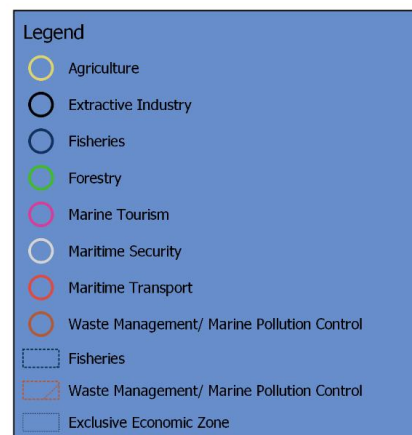 Legend
Agriculture
Extractive Industry
Fisheries
Forestry
Marine Tourism
Maritime Security
Maritime Transport
Waste Management/ Marine Pollution Control
Fisheries
Waste Management/ Marine Pollution Control
Exclusive Economic Zone